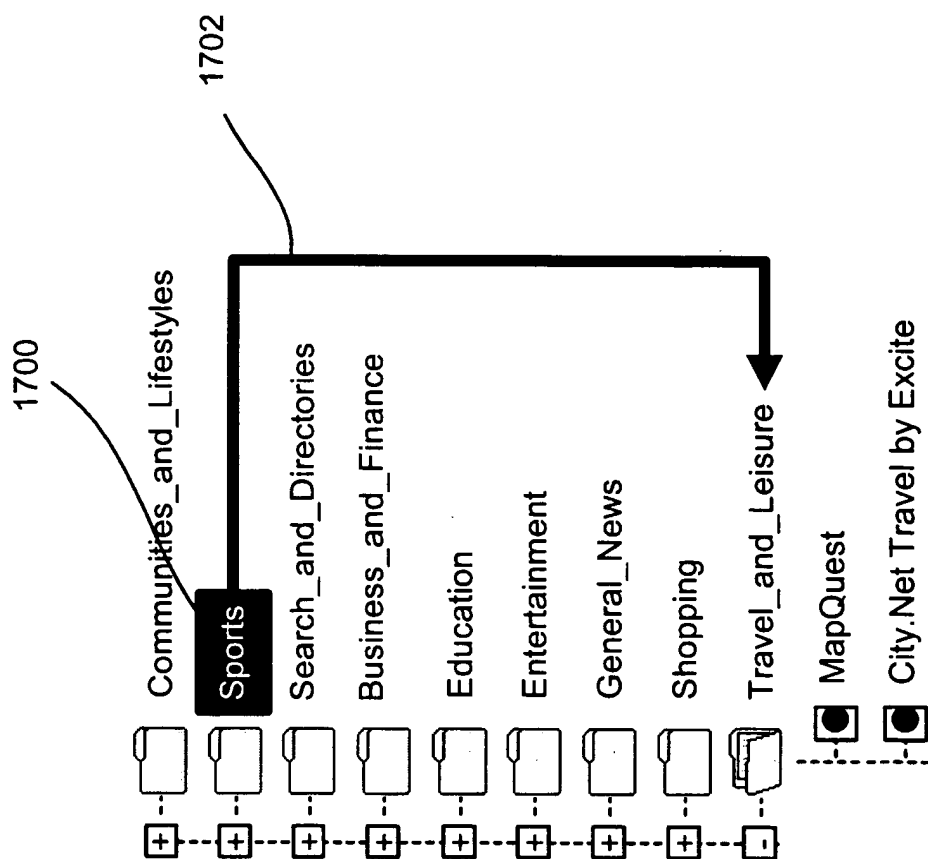 1700
1702
Communities_and_Lifestyles
Sports
Search_and_Directories
Business_and_Finance
Education
Entertainment
General_News
Shopping
Travel_and_Leisure
MapQuest
City.Net Travel by Excite